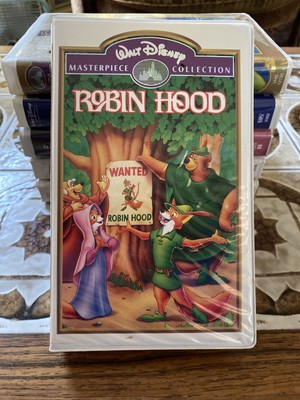 Walt Disney
MASTERPIECE COLLECTION
ROBIN HOOD
WANTED
ROBIN HOOD